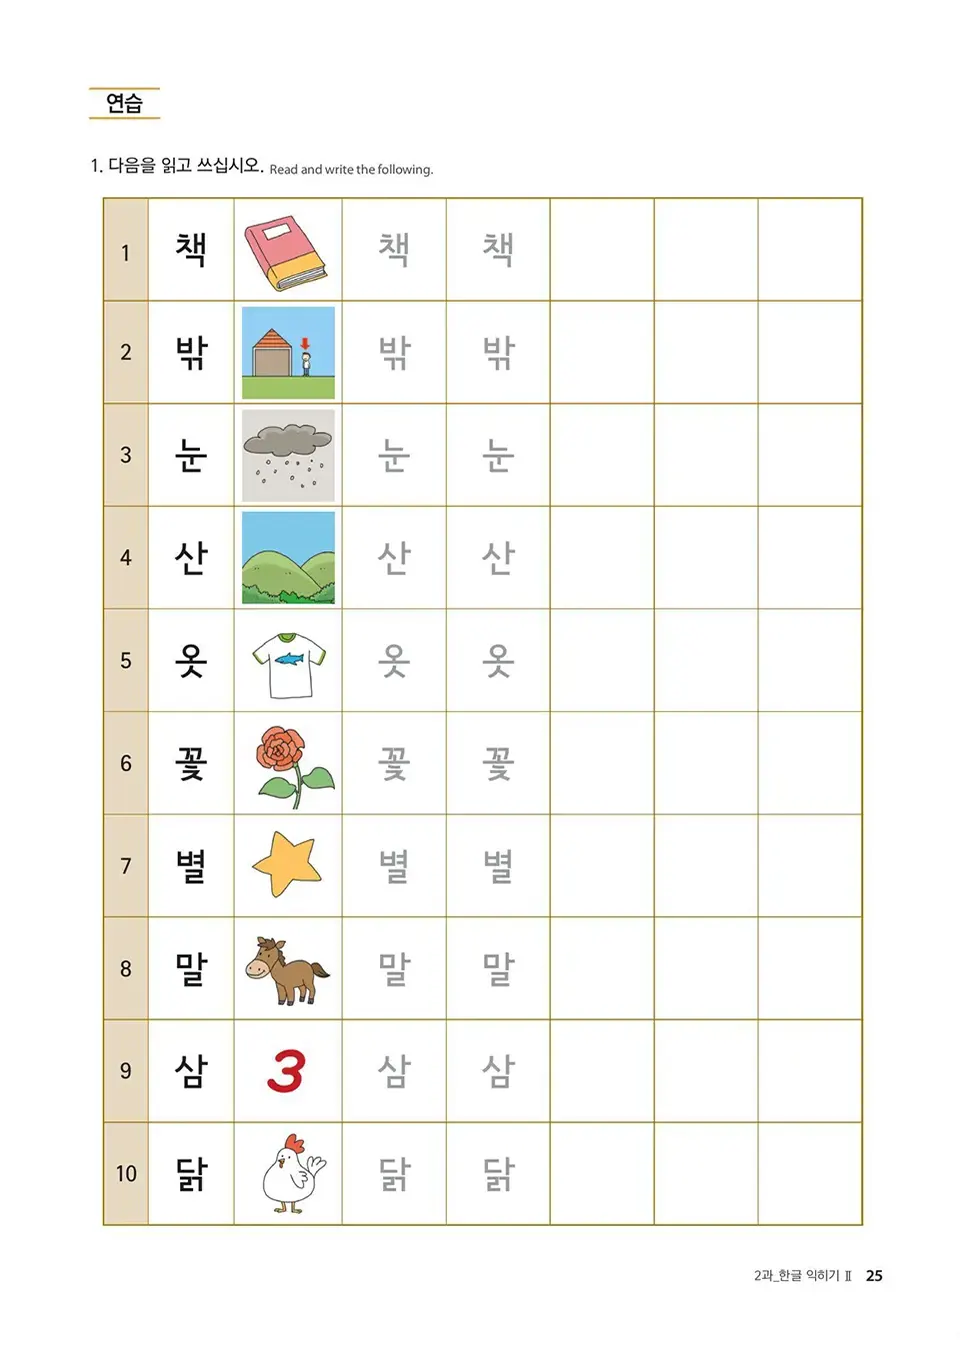 연습
1. 다음을 읽고 쓰십시오. Read and write the following.
1 책 책 책
2 밖 밖 밖
3 눈 눈 눈
4 산 산 산
5 옷 옷 옷
6 꽃 꽃 꽃
7 별 별 별
8 말 말 말
9 삼 3 삼 삼
10 닭 닭 닭
2과_한글 익히기 Ⅱ 25